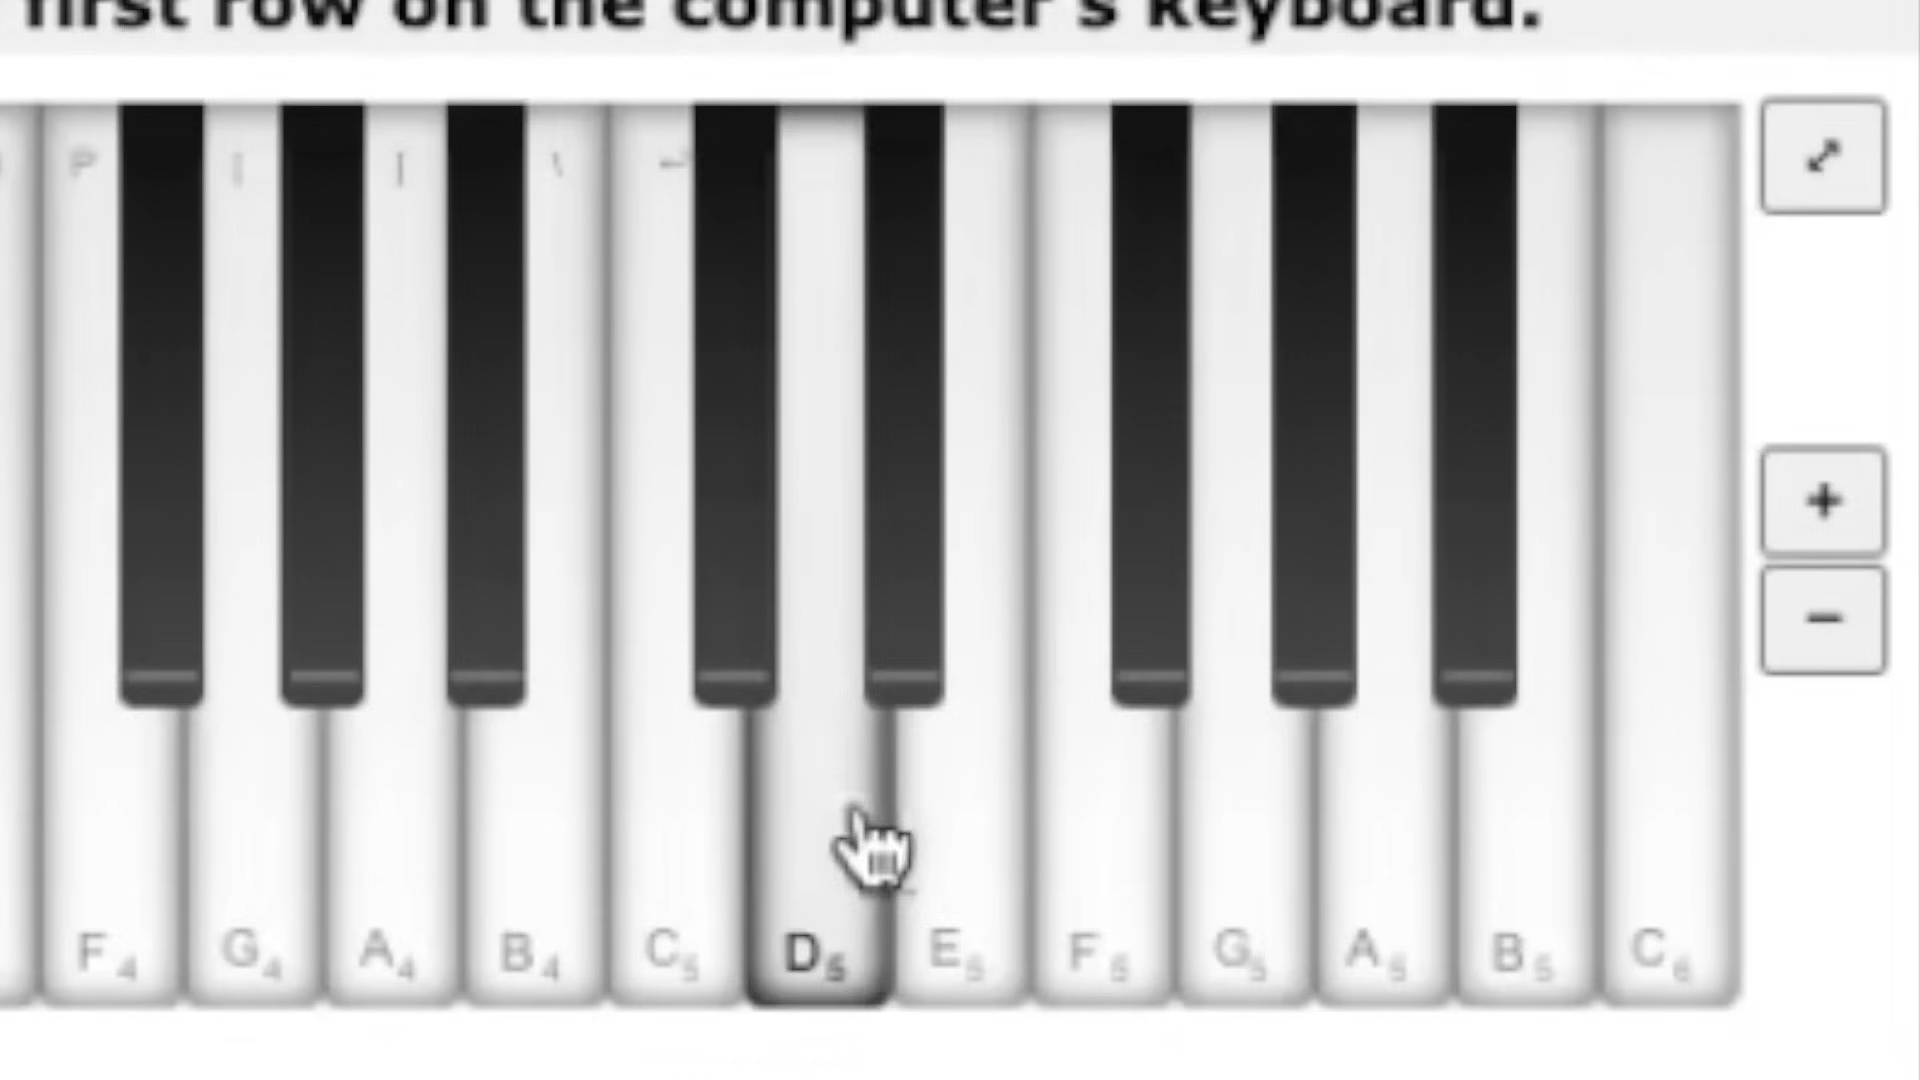 first row on the computer's keyboard.
P [ ] \ ↵
+
−
F4 G4 A4 B4 C5 D5 E5 F5 G5 A5 B5 C6